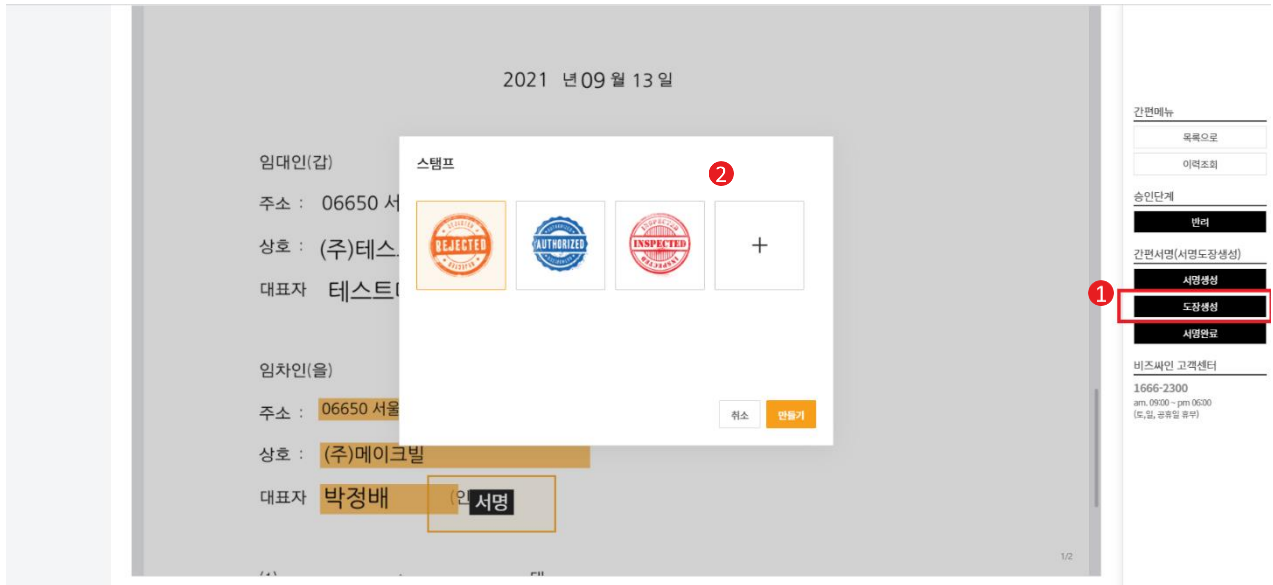 2021 년 09 월 13 일
임대인(갑)
주소 : 06650 서
상호 : (주)테스
대표자 테스트
임차인(을)
주소 : 06650 서울
상호 : (주)메이크빌
대표자 박정배 (인 서명
1/2
스탬프
2
REJECTED
AUTHORIZED
INSPECTED
+
취소 만들기
간편메뉴
목록으로
이력조회
승인단계
반려
간편서명(서명도장생성)
서명생성
1
도장생성
서명완료
비즈싸인 고객센터
1666-2300
am. 09:00 ~ pm 06:00
(토,일, 공휴일 휴무)